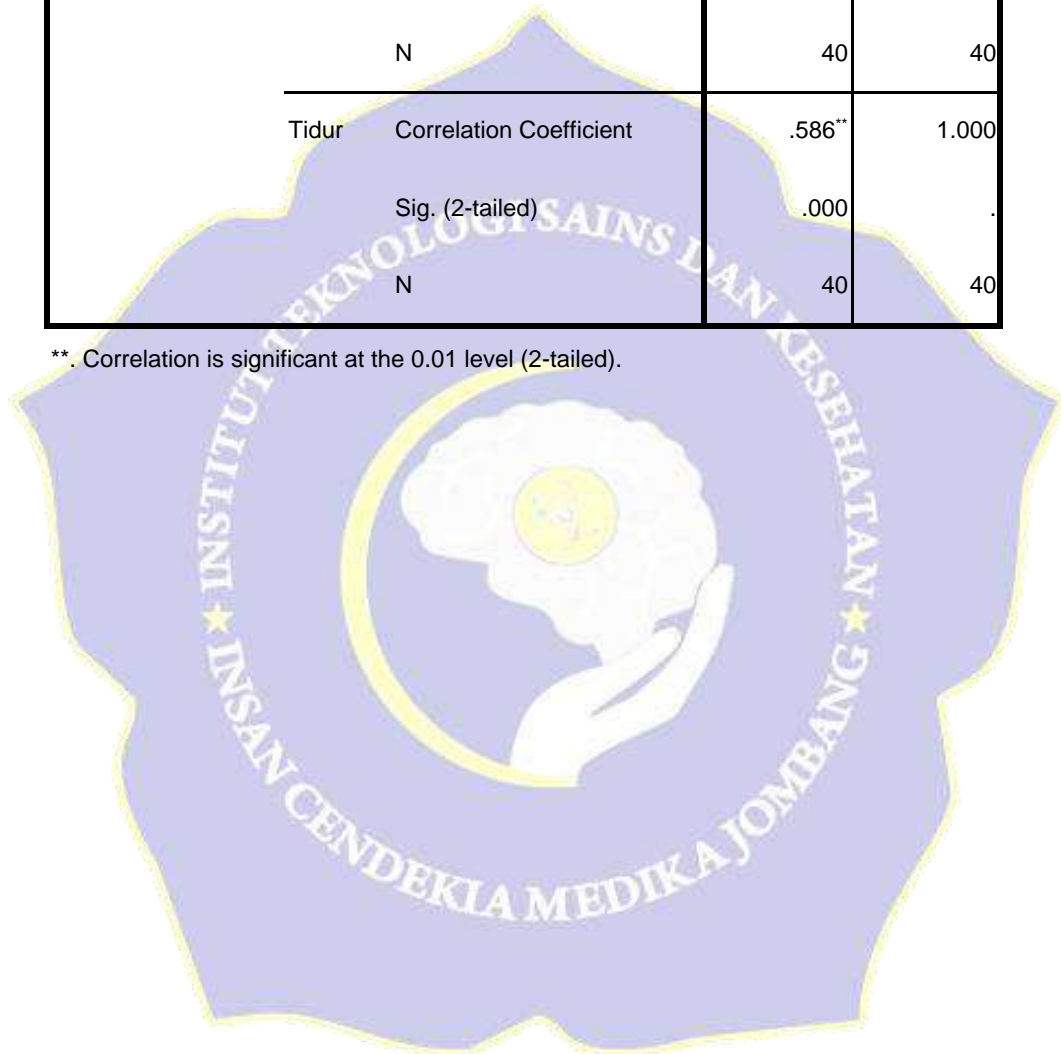 N 40 40
Tidur Correlation Coefficient .586** 1.000
Sig. (2-tailed) .000 .
N 40 40
**. Correlation is significant at the 0.01 level (2-tailed).
INSTITUT TEKNOLOGI SAINS DAN KESEHATAN
★ INSAN CENDEKIA MEDIKA JOMBANG ★